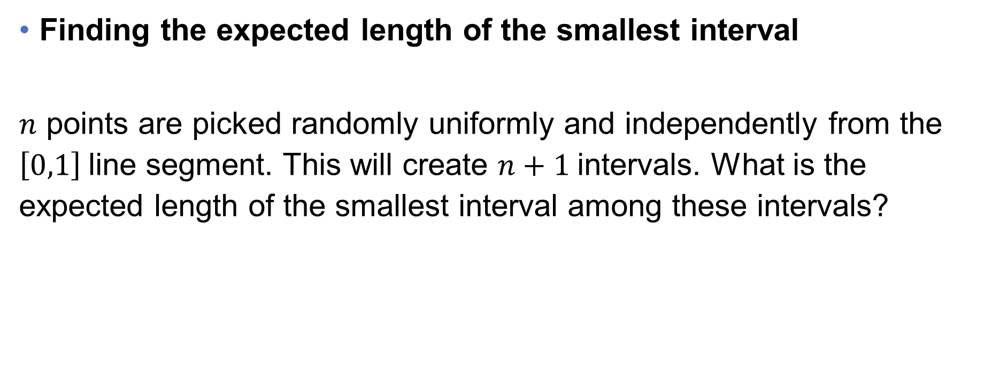 • Finding the expected length of the smallest interval
𝑛 points are picked randomly uniformly and independently from the
[0,1] line segment. This will create 𝑛 + 1 intervals. What is the
expected length of the smallest interval among these intervals?